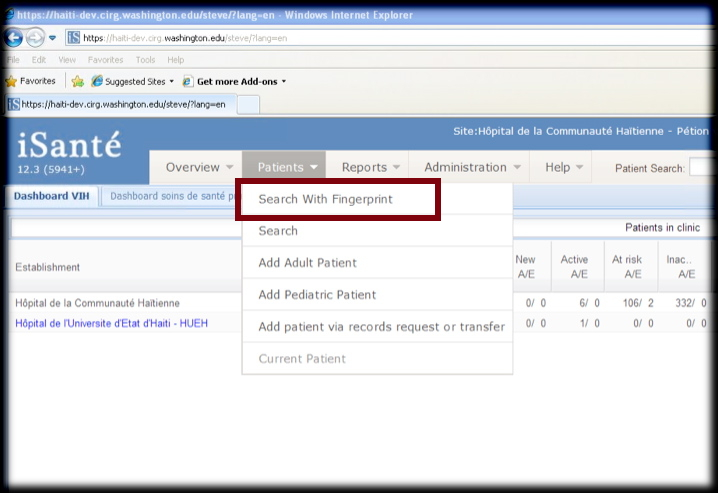 https://haiti-dev.cirg.washington.edu/steve/?lang=en - Windows Internet Explorer
https://haiti-dev.cirg.washington.edu/steve/?lang=en
File Edit View Favorites Tools Help
Favorites Suggested Sites Get more Add-ons
https://haiti-dev.cirg.washington.edu/steve/?lang=en
iSanté
12.3 (5941+)
Site:Hôpital de la Communauté Haïtienne - Pétion
Overview Patients Reports Administration Help Patient Search:
Dashboard VIH Dashboard soins de santé
Search With Fingerprint
Search
Add Adult Patient
Add Pediatric Patient
Add patient via records request or transfer
Current Patient
Patients in clinic
Establishment
New A/E
Active A/E
At risk A/E
Inac.. A/E
Hôpital de la Communauté Haïtienne 0/ 0 6/ 0 106/ 2 332/ 0
Hôpital de l'Universite d'Etat d'Haiti - HUEH 0/ 0 1/ 0 0/ 0 0/ 0